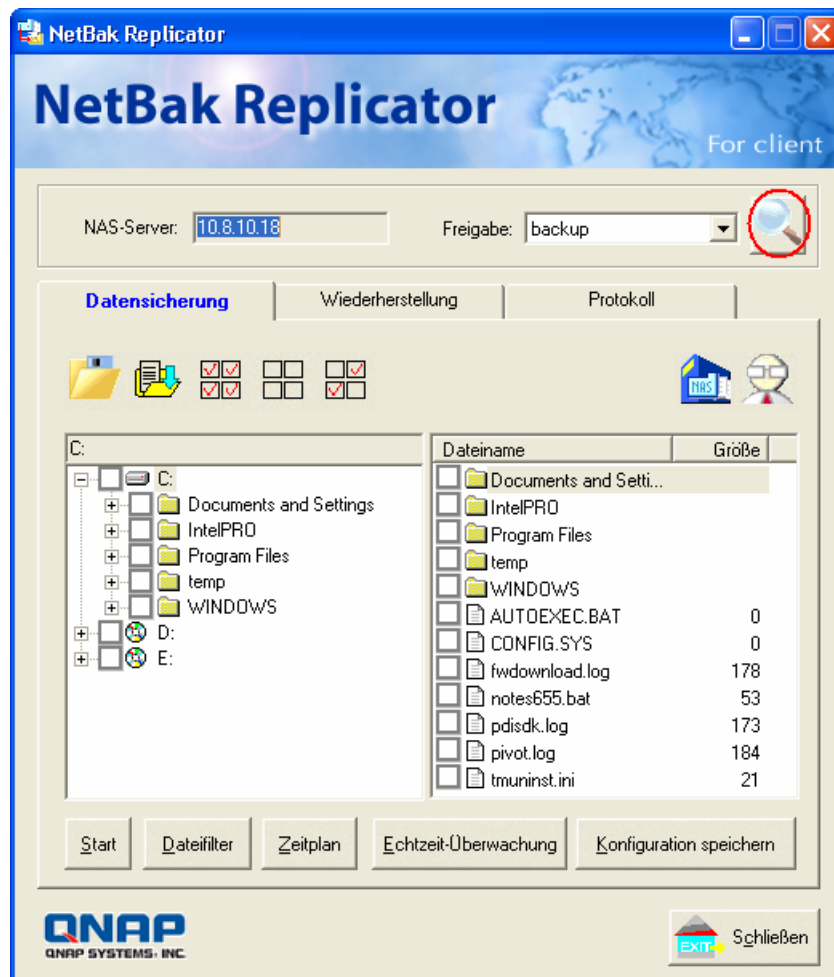 NetBak Replicator
NetBak Replicator
For client
NAS-Server: 10.8.10.18 Freigabe: backup
Datensicherung Wiederherstellung Protokoll
NAS
C: Dateiname Größe
C: Documents and Setti...
Documents and Settings IntelPRO
IntelPRO Program Files
Program Files temp
temp WINDOWS
WINDOWS AUTOEXEC.BAT 0
D: CONFIG.SYS 0
E: fwdownload.log 178
notes655.bat 53
pdisdk.log 173
pivot.log 184
tmuninst.ini 21
Start Dateifilter Zeitplan Echtzeit-Überwachung Konfiguration speichern
QNAP
QNAP SYSTEMS, INC
EXIT Schließen